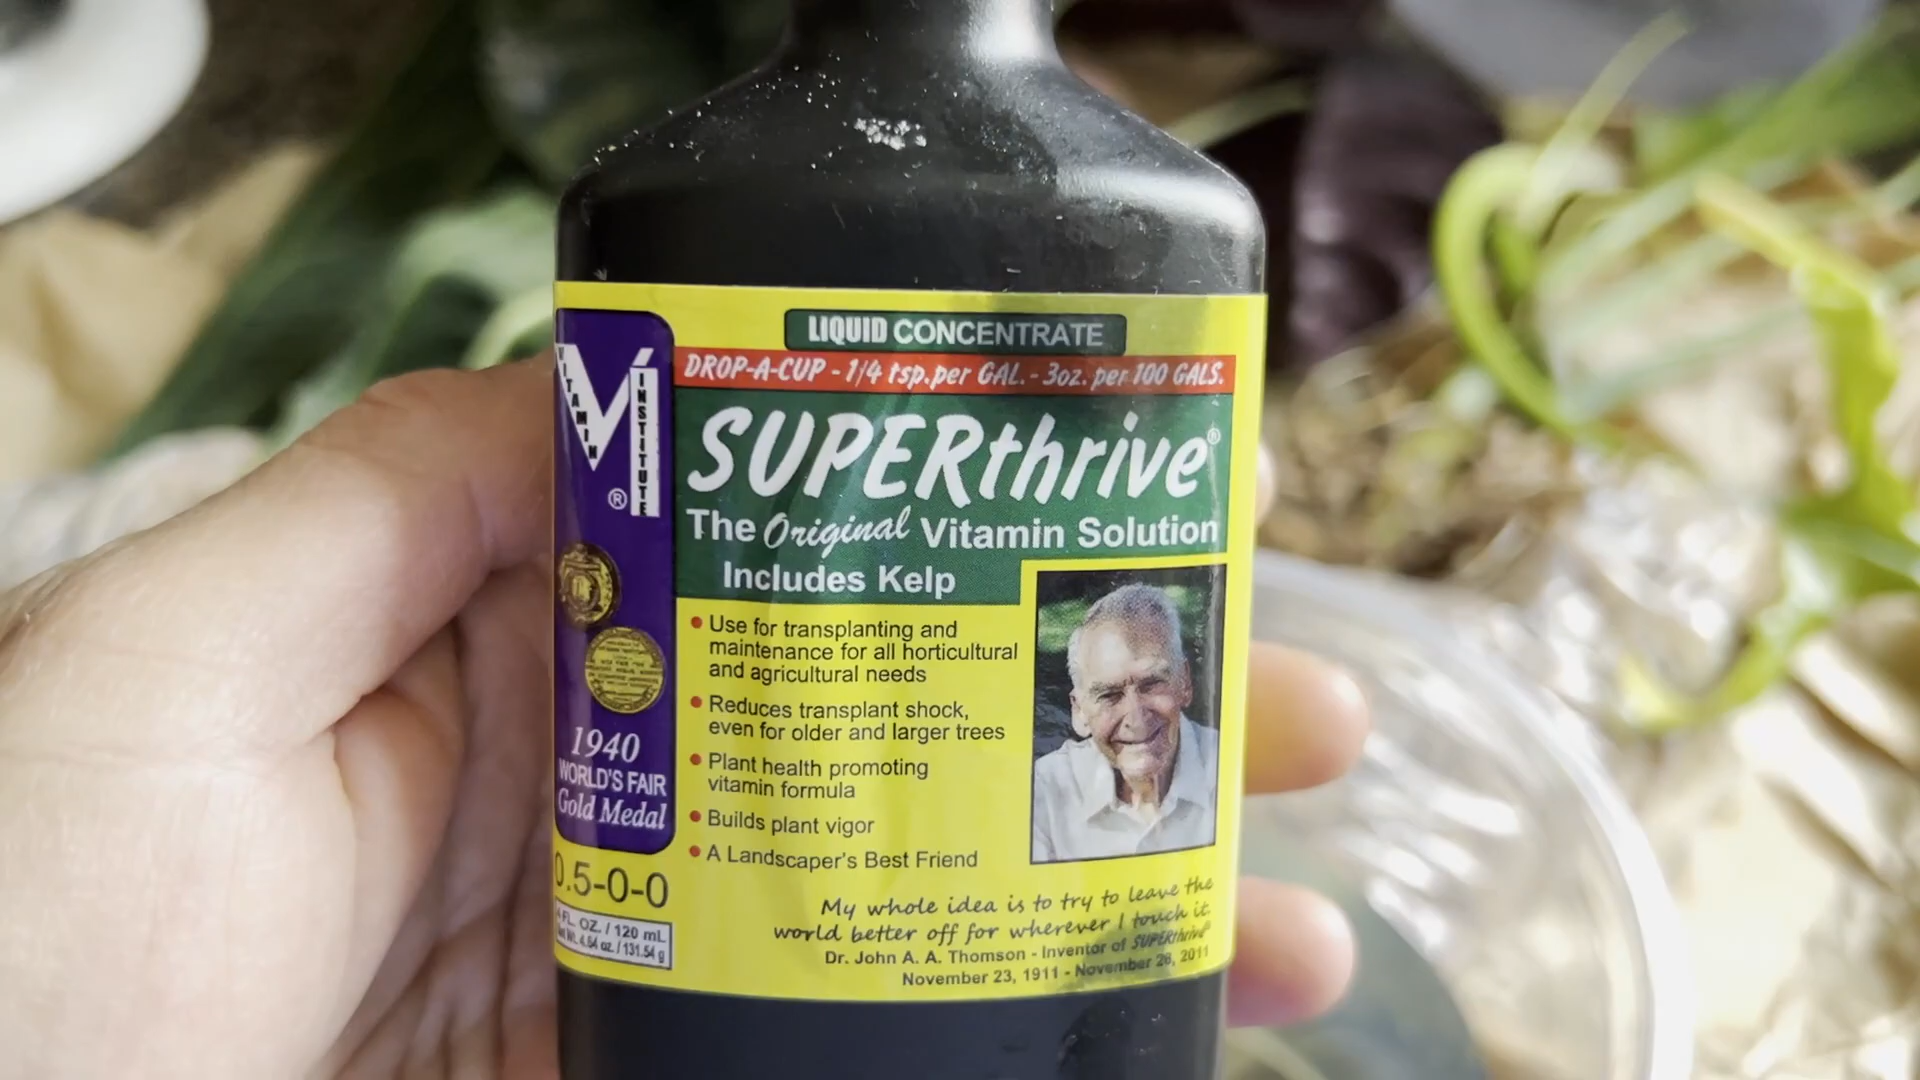 LIQUID CONCENTRATE
DROP-A-CUP - 1/4 tsp.per GAL. - 3oz. per 100 GALS.
VITAMIN INSTITUTE
®
SUPERthrive®
The Original Vitamin Solution
Includes Kelp
• Use for transplanting and
maintenance for all horticultural
and agricultural needs
• Reduces transplant shock,
even for older and larger trees
• Plant health promoting
vitamin formula
• Builds plant vigor
• A Landscaper's Best Friend
1940
WORLD'S FAIR
Gold Medal
0.5-0-0
4 FL. OZ. / 120 mL
Net Wt. 4.64 oz. / 131.54 g
My whole idea is to try to leave the
world better off for wherever I touch it.
Dr. John A. A. Thomson - Inventor of SUPERthrive®
November 23, 1911 - November 26, 2011